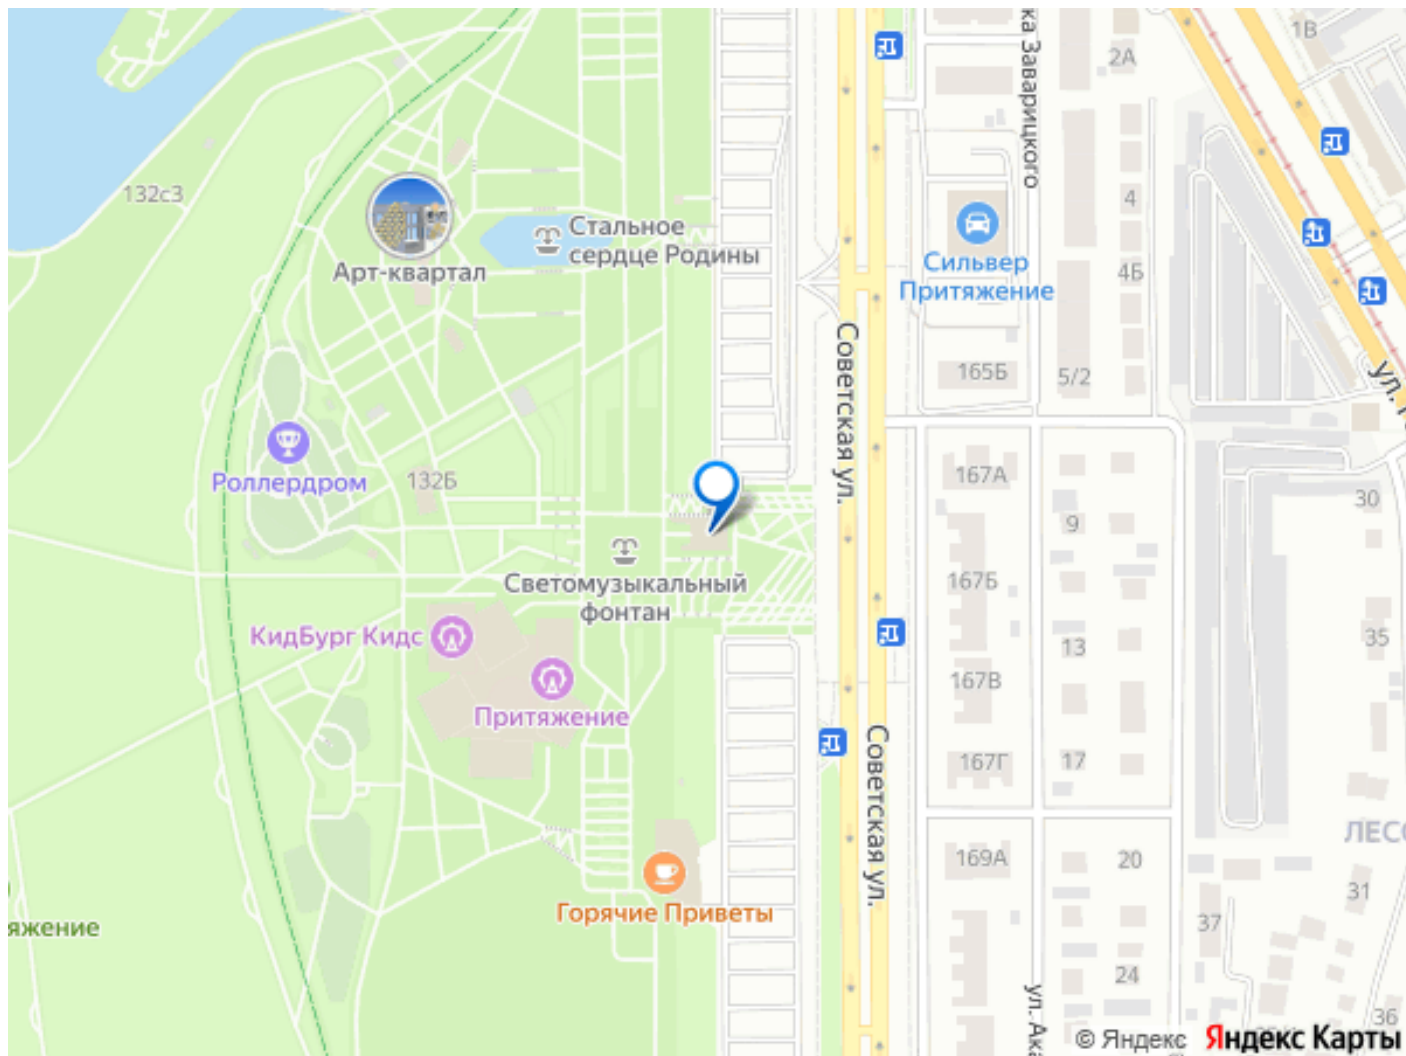 ка Заварицкого
1В
2А
132с3
4
Стальное
сердце Родины
Арт-квартал
Сильвер
Притяжение
4Б
Советская ул.
165Б
5/2
Роллердром
132Б
167А
30
9
Светомузыкальный
фонтан
167Б
КидБург Кидс
35
13
167В
Притяжение
Советская ул.
167Г
17
ЛЕС
169А
20
31
Горячие Приветы
яжение
37
24
ул. Ака
36
© Яндекс
Яндекс Карты